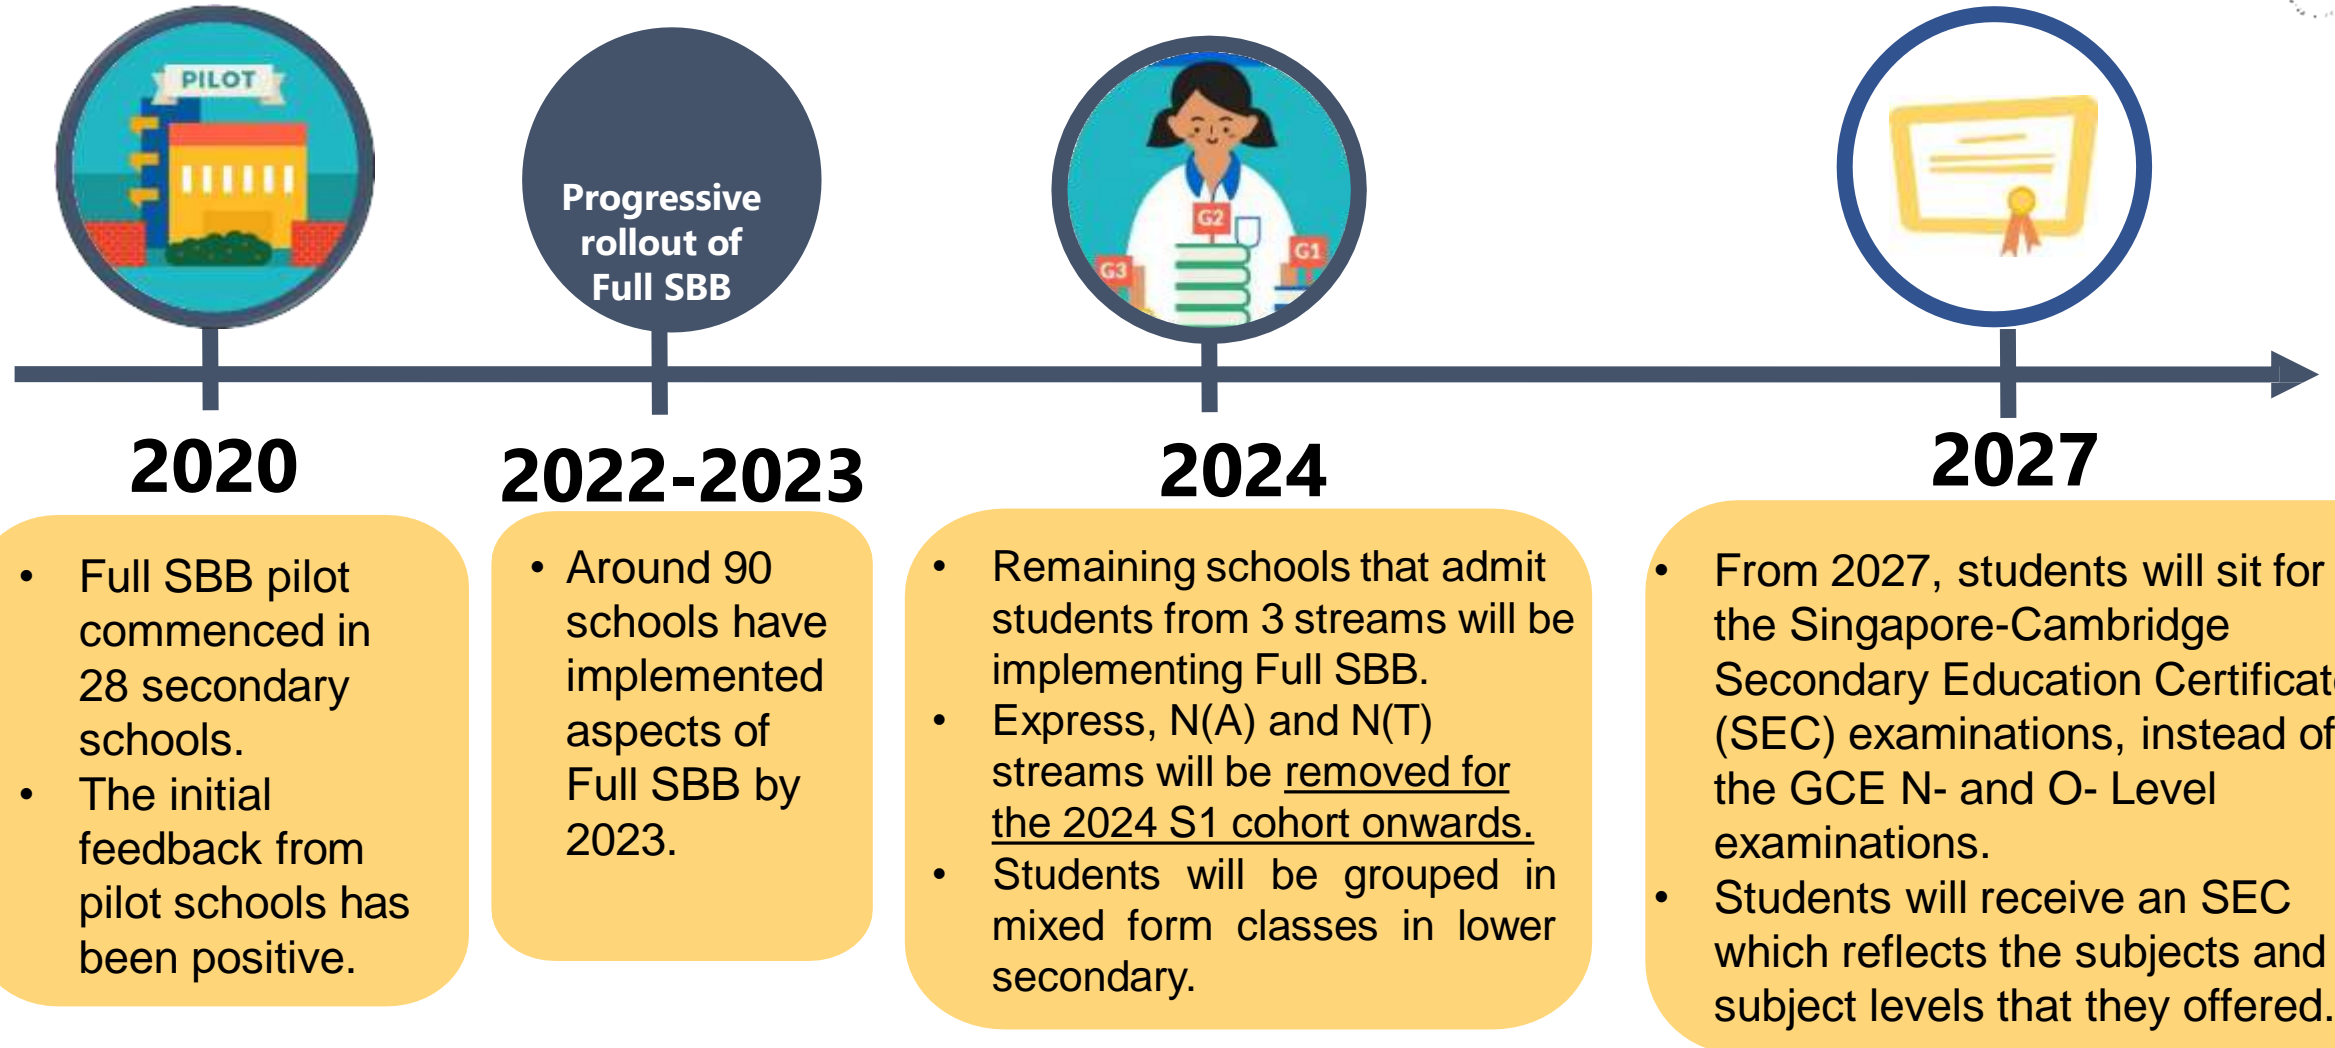 PILOT
Progressive
rollout of
Full SBB
G2
G1
G3
2020
2022-2023
2024
2027
• Full SBB pilot
commenced in
28 secondary
schools.
• The initial
feedback from
pilot schools has
been positive.
• Around 90
schools have
implemented
aspects of
Full SBB by
2023.
• Remaining schools that admit
students from 3 streams will be
implementing Full SBB.
• Express, N(A) and N(T)
streams will be removed for
the 2024 S1 cohort onwards.
• Students will be grouped in
mixed form classes in lower
secondary.
• From 2027, students will sit for
the Singapore-Cambridge
Secondary Education Certificate
(SEC) examinations, instead of
the GCE N- and O- Level
examinations.
• Students will receive an SEC
which reflects the subjects and
subject levels that they offered.